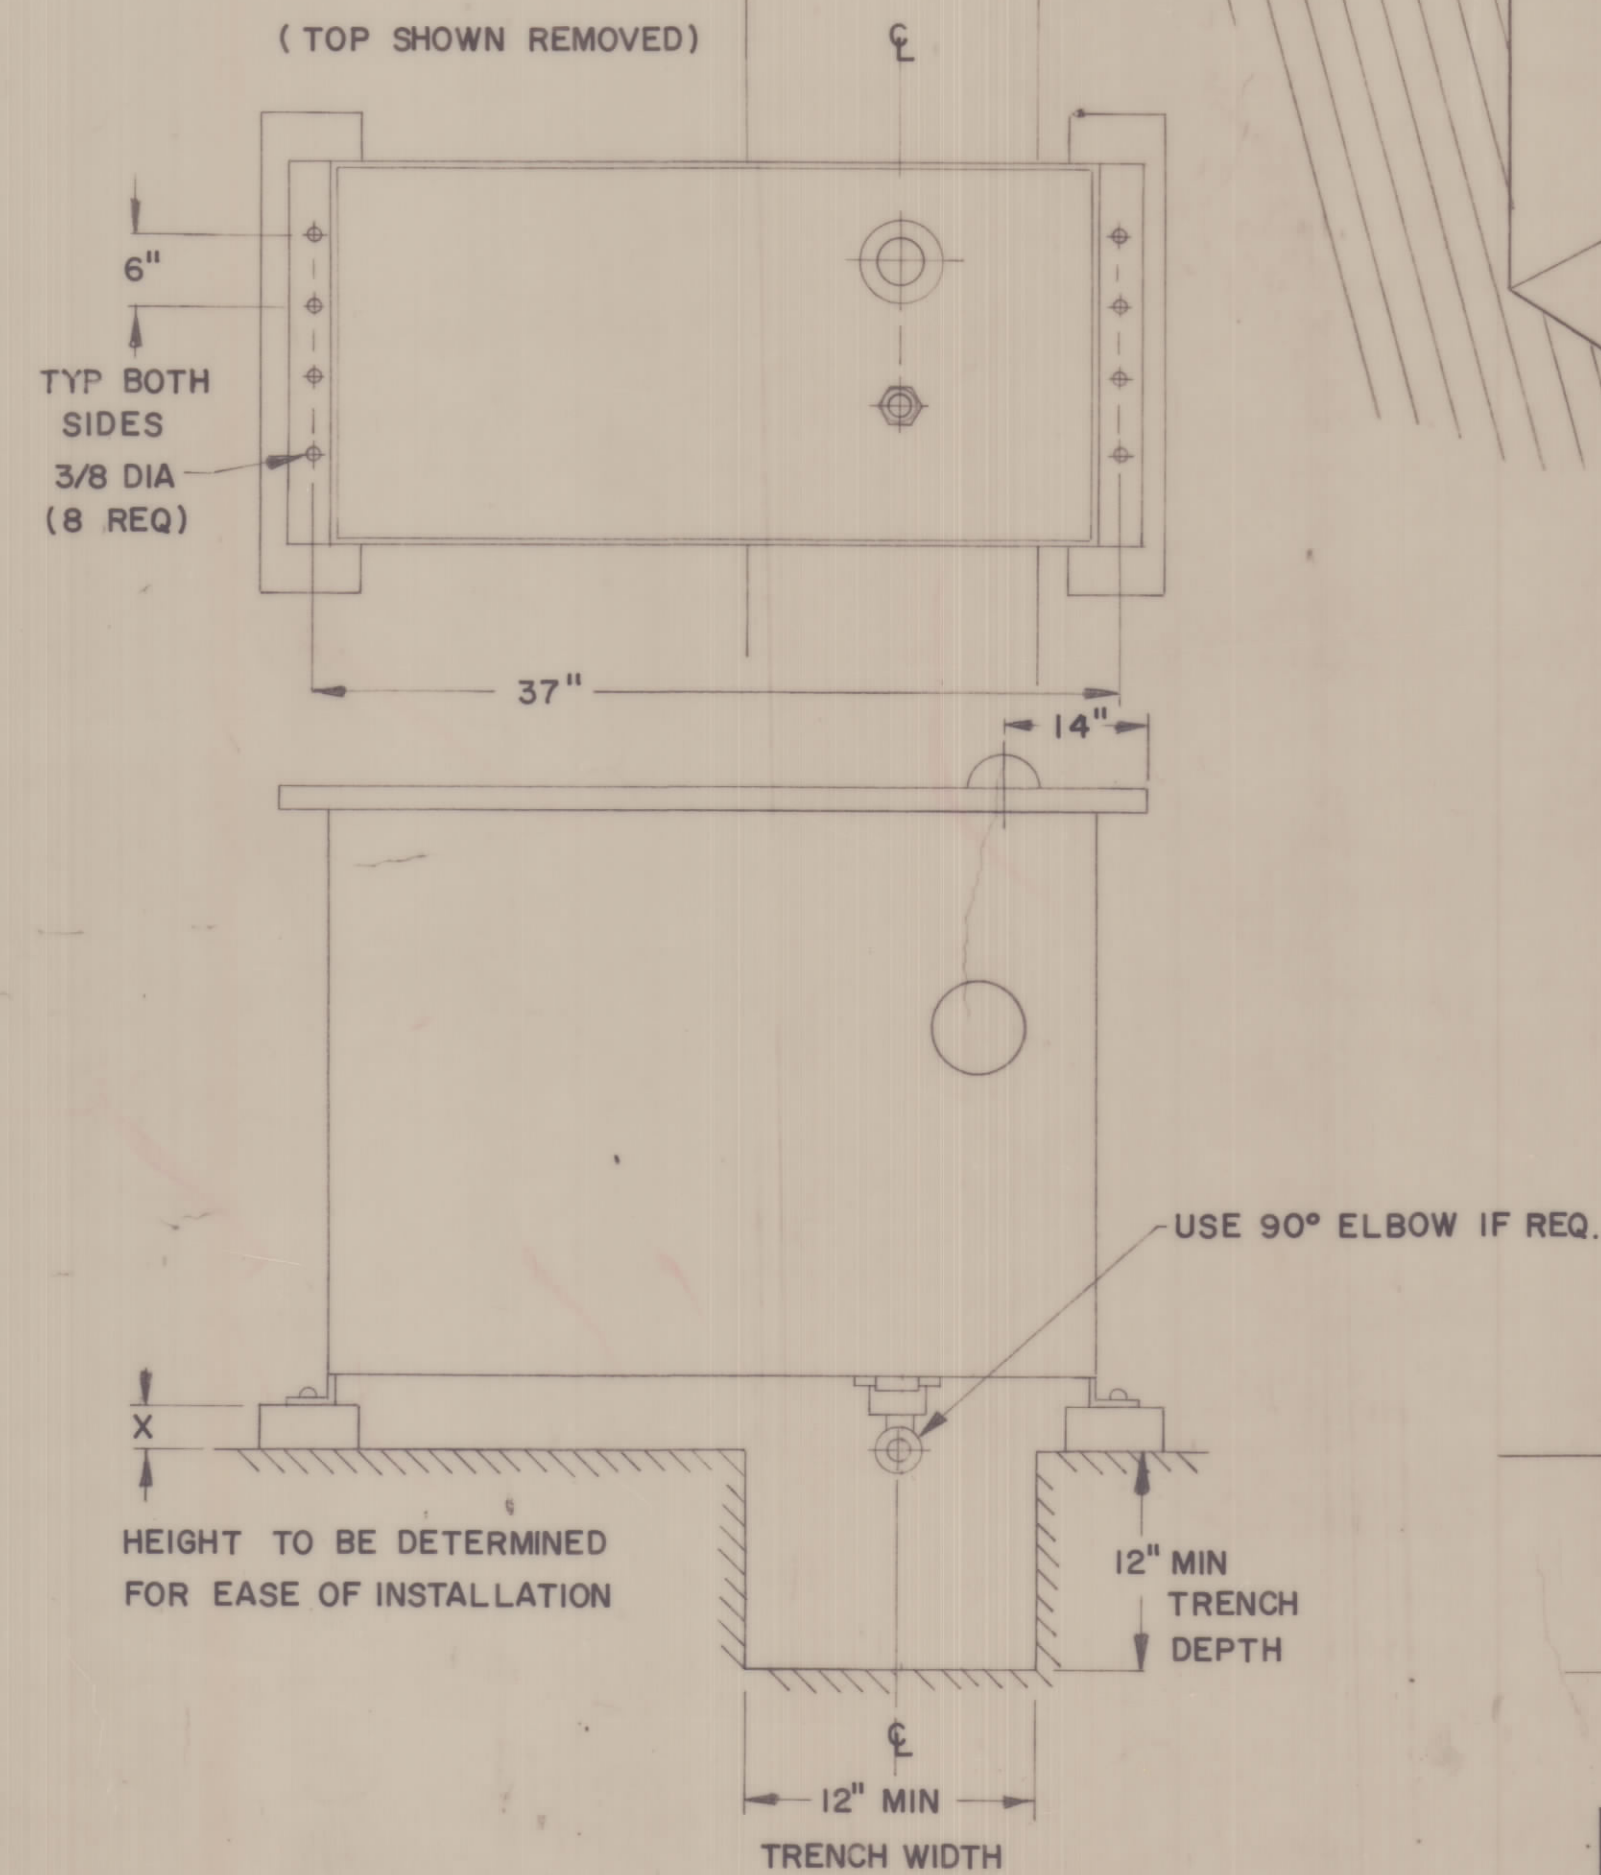 (TOP SHOWN REMOVED)
℄
6"
TYP BOTH
SIDES
3/8 DIA
(8 REQ)
37"
14"
USE 90° ELBOW IF REQ.
X
HEIGHT TO BE DETERMINED
FOR EASE OF INSTALLATION
12" MIN
TRENCH
DEPTH
℄
12" MIN
TRENCH WIDTH